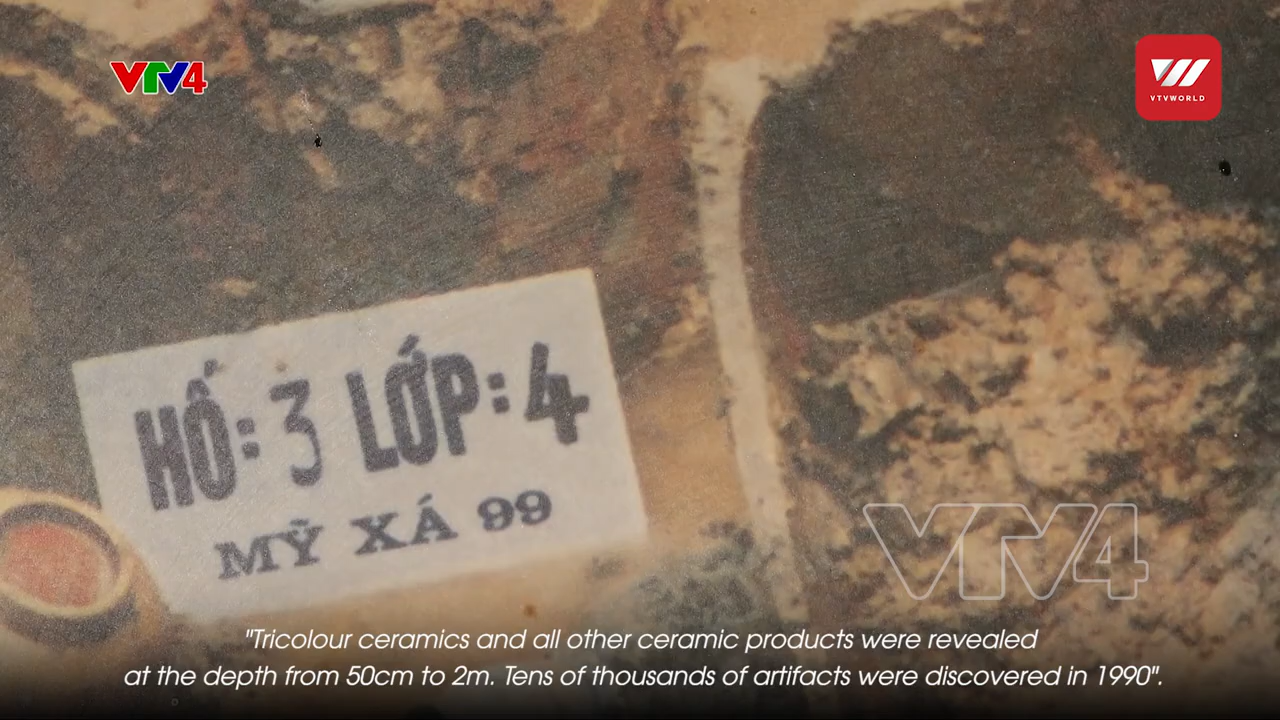 VTV4
VTVWORLD
HỐ: 3 LỚP: 4
MỸ XÁ 99
VTV4
"Tricolour ceramics and all other ceramic products were revealed
at the depth from 50cm to 2m. Tens of thousands of artifacts were discovered in 1990".